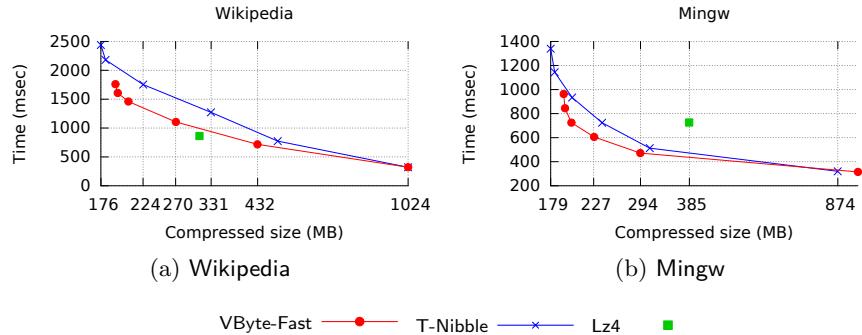 Wikipedia
Time (msec)
2500
2000
1500
1000
500
0
176 224 270 331 432 1024
Compressed size (MB)
(a) Wikipedia
Mingw
Time (msec)
1400
1200
1000
800
600
400
200
179 227 294 385 874
Compressed size (MB)
(b) Mingw
VByte-Fast T-Nibble Lz4